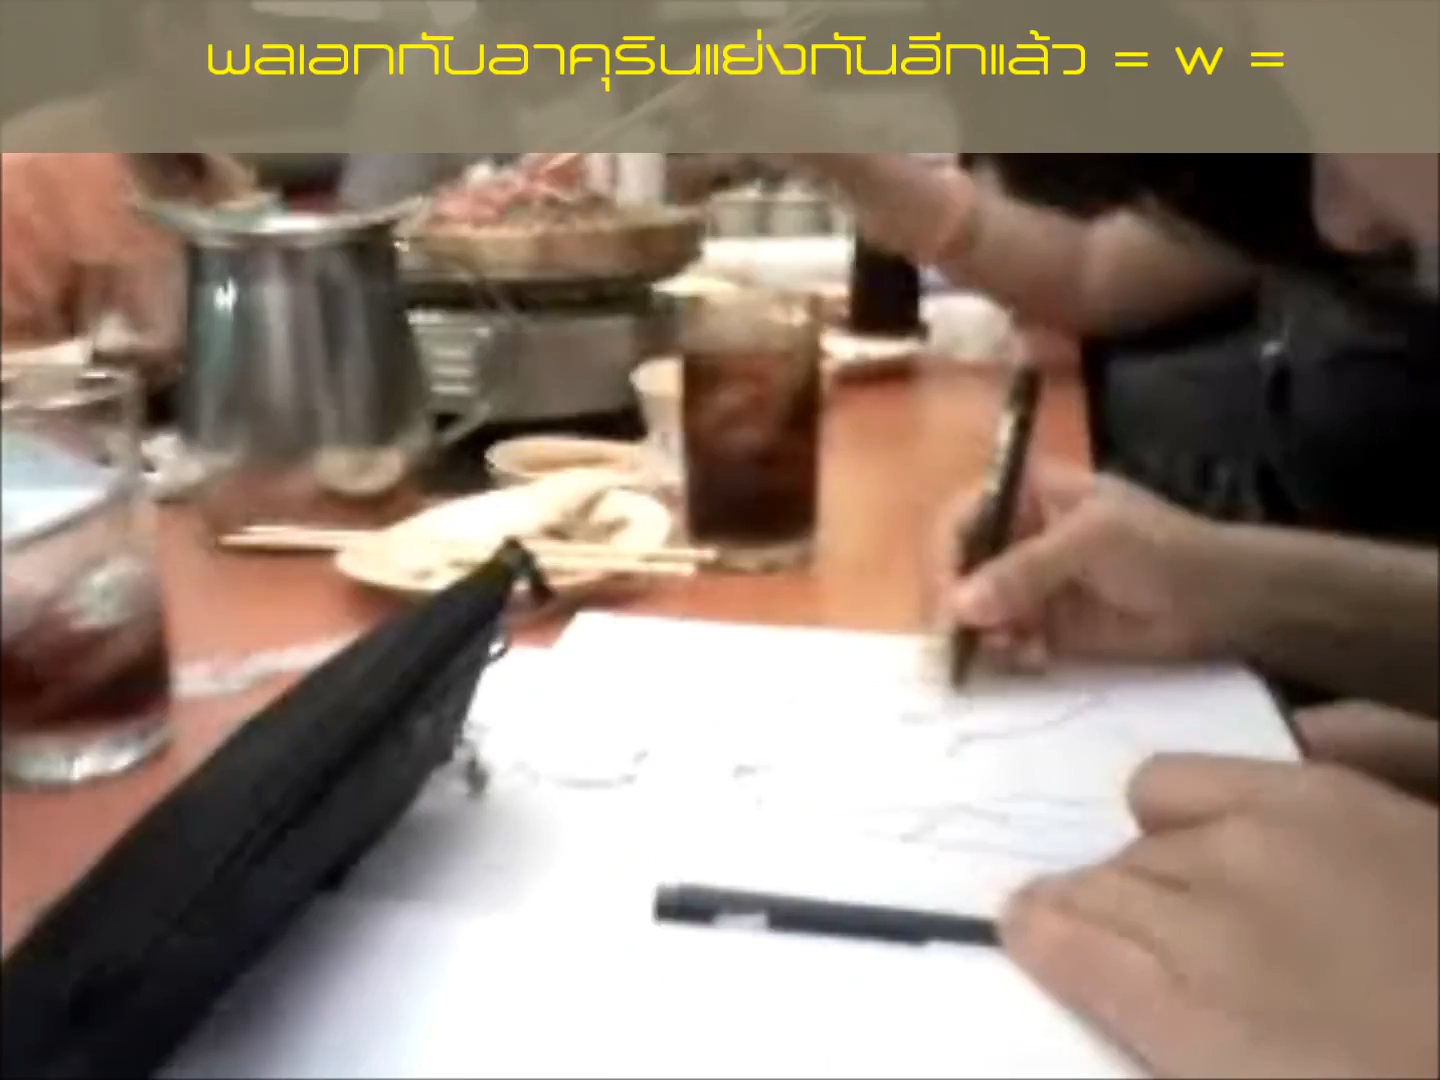 พลเอกกับอาคุรินแย่งกันอีกแล้ว = w =